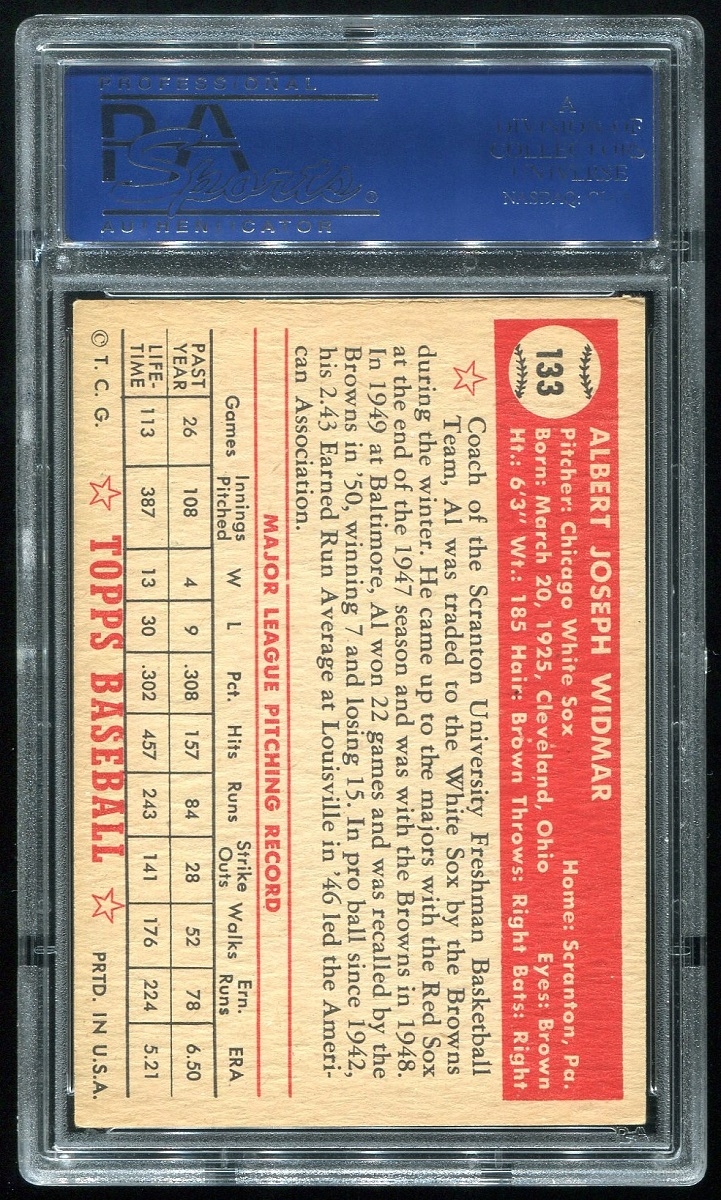 PROFESSIONAL
PSA
Sports
AUTHENTICATOR
A
DIVISION OF
COLLECTORS
UNIVERSE
NASDAQ:
133
ALBERT JOSEPH WIDMAR
Pitcher: Chicago White Sox Home: Scranton, Pa.
Born: March 20, 1925, Cleveland, Ohio Eyes: Brown
Ht.: 6'3" Wt.: 185 Hair: Brown Throws: Right Bats: Right
Coach of the Scranton University Freshman Basketball
Team, Al was traded to the White Sox by the Browns
during the winter. He came up to the majors with the Red Sox
at the end of the 1947 season and was with the Browns in 1948.
In 1949 at Baltimore, Al won 22 games and was recalled by the
Browns in '50, winning 7 and losing 15. In pro ball since 1942,
his 2.43 Earned Run Average at Louisville in '46 led the Ameri-
can Association.
MAJOR LEAGUE PITCHING RECORD
Games Innings Pitched W L Pct. Hits Runs Strike Outs Walks Ern. Runs ERA
PAST YEAR 26 108 4 9 .308 157 84 28 52 78 6.50
LIFE-TIME 113 387 13 30 .302 457 243 141 176 224 5.21
© T. C. G. TOPPS BASEBALL PRTD. IN U.S.A.